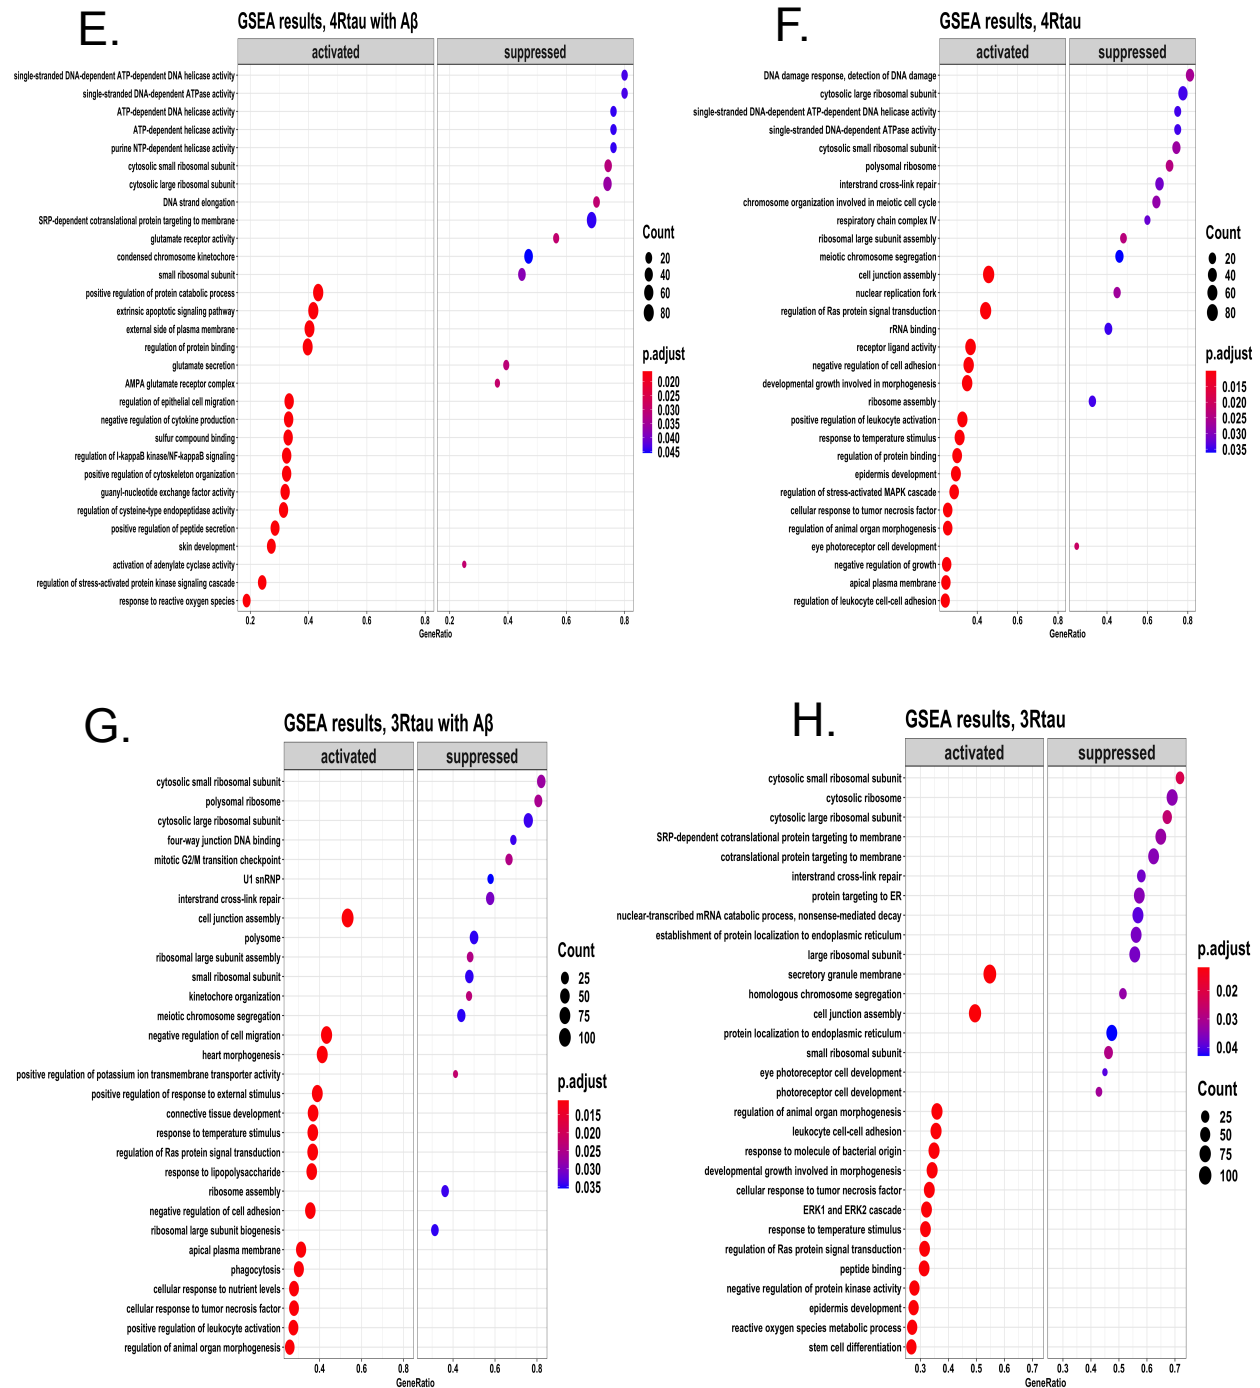 E.
GSEA results, 4Rtau with Aβ
activated
suppressed
single-stranded DNA-dependent ATP-dependent DNA helicase activity
single-stranded DNA-dependent ATPase activity
ATP-dependent DNA helicase activity
ATP-dependent helicase activity
purine NTP-dependent helicase activity
cytosolic small ribosomal subunit
cytosolic large ribosomal subunit
DNA strand elongation
SRP-dependent cotranslational protein targeting to membrane
glutamate receptor activity
condensed chromosome kinetochore
small ribosomal subunit
positive regulation of protein catabolic process
extrinsic apoptotic signaling pathway
external side of plasma membrane
regulation of protein binding
glutamate secretion
AMPA glutamate receptor complex
regulation of epithelial cell migration
negative regulation of cytokine production
sulfur compound binding
regulation of I-kappaB kinase/NF-kappaB signaling
positive regulation of cytoskeleton organization
guanyl-nucleotide exchange factor activity
regulation of cysteine-type endopeptidase activity
positive regulation of peptide secretion
skin development
activation of adenylate cyclase activity
regulation of stress-activated protein kinase signaling cascade
response to reactive oxygen species
0.2 0.4 0.6 0.8 0.2 0.4 0.6 0.8
GeneRatio
Count
20
40
60
80
p.adjust
0.020
0.025
0.030
0.035
0.040
0.045
F.
GSEA results, 4Rtau
activated
suppressed
DNA damage response, detection of DNA damage
cytosolic large ribosomal subunit
single-stranded DNA-dependent ATP-dependent DNA helicase activity
single-stranded DNA-dependent ATPase activity
cytosolic small ribosomal subunit
polysomal ribosome
interstrand cross-link repair
chromosome organization involved in meiotic cell cycle
respiratory chain complex IV
ribosomal large subunit assembly
meiotic chromosome segregation
cell junction assembly
nuclear replication fork
regulation of Ras protein signal transduction
rRNA binding
receptor ligand activity
negative regulation of cell adhesion
developmental growth involved in morphogenesis
ribosome assembly
positive regulation of leukocyte activation
response to temperature stimulus
regulation of protein binding
epidermis development
regulation of stress-activated MAPK cascade
cellular response to tumor necrosis factor
regulation of animal organ morphogenesis
eye photoreceptor cell development
negative regulation of growth
apical plasma membrane
regulation of leukocyte cell-cell adhesion
0.4 0.6 0.8 0.4 0.6 0.8
GeneRatio
Count
20
40
60
80
p.adjust
0.015
0.020
0.025
0.030
0.035
G.
GSEA results, 3Rtau with Aβ
activated
suppressed
cytosolic small ribosomal subunit
polysomal ribosome
cytosolic large ribosomal subunit
four-way junction DNA binding
mitotic G2/M transition checkpoint
U1 snRNP
interstrand cross-link repair
cell junction assembly
polysome
ribosomal large subunit assembly
small ribosomal subunit
kinetochore organization
meiotic chromosome segregation
negative regulation of cell migration
heart morphogenesis
positive regulation of potassium ion transmembrane transporter activity
positive regulation of response to external stimulus
connective tissue development
response to temperature stimulus
regulation of Ras protein signal transduction
response to lipopolysaccharide
ribosome assembly
negative regulation of cell adhesion
ribosomal large subunit biogenesis
apical plasma membrane
phagocytosis
cellular response to nutrient levels
cellular response to tumor necrosis factor
positive regulation of leukocyte activation
regulation of animal organ morphogenesis
0.4 0.6 0.8 0.4 0.6 0.8
GeneRatio
Count
25
50
75
100
p.adjust
0.015
0.020
0.025
0.030
0.035
H.
GSEA results, 3Rtau
activated
suppressed
cytosolic small ribosomal subunit
cytosolic ribosome
cytosolic large ribosomal subunit
SRP-dependent cotranslational protein targeting to membrane
cotranslational protein targeting to membrane
interstrand cross-link repair
protein targeting to ER
nuclear-transcribed mRNA catabolic process, nonsense-mediated decay
establishment of protein localization to endoplasmic reticulum
large ribosomal subunit
secretory granule membrane
homologous chromosome segregation
cell junction assembly
protein localization to endoplasmic reticulum
small ribosomal subunit
eye photoreceptor cell development
photoreceptor cell development
regulation of animal organ morphogenesis
leukocyte cell-cell adhesion
response to molecule of bacterial origin
developmental growth involved in morphogenesis
cellular response to tumor necrosis factor
ERK1 and ERK2 cascade
response to temperature stimulus
regulation of Ras protein signal transduction
peptide binding
negative regulation of protein kinase activity
epidermis development
reactive oxygen species metabolic process
stem cell differentiation
0.3 0.4 0.5 0.6 0.7 0.3 0.4 0.5 0.6 0.7
GeneRatio
p.adjust
0.02
0.03
0.04
Count
25
50
75
100